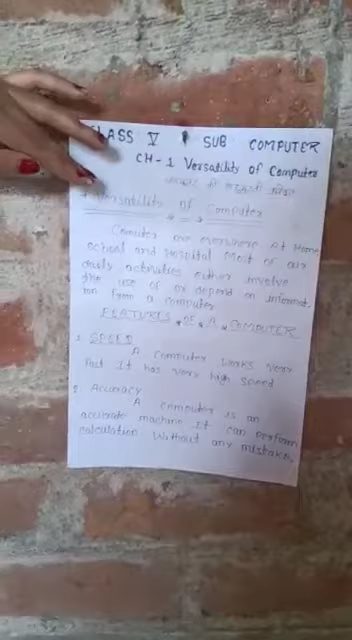 CLASS V SUB COMPUTER
CH-1 Versatility of Computer
Versatility Of Computer
Comuter are everwhere At Home
School and Hospital Most of our
daily activities either involve
the use of or depend on informat
ion from a computer
FEATURES OF A COMPUTER
1 SPEED
A Computer works very
Fast It has very high speed
2 Accuracy
A Computer is an
accurate machine It can perform
calculation Without any mistake.